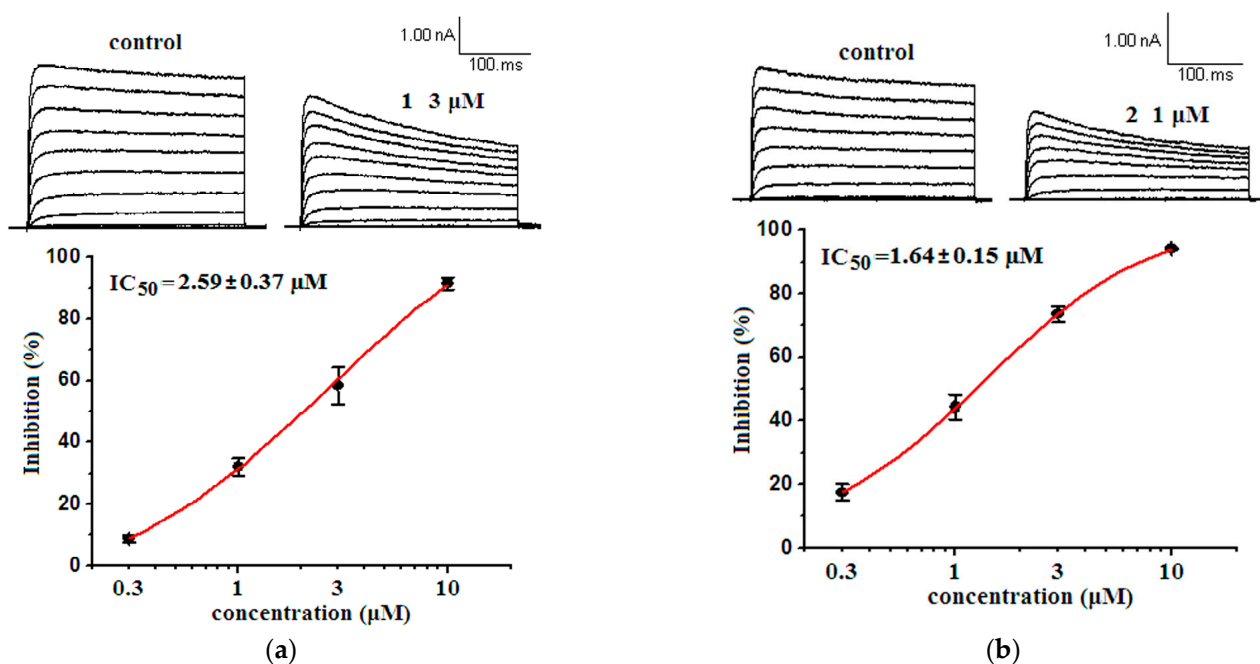 control
1.00 nA
100. ms
1 3 μM
100
80
60
40
20
0
Inhibition (%)
IC50 = 2.59 ± 0.37 μM
0.3 1 3 10
concentration (μM)
(a)
control
1.00 nA
100. ms
2 1 μM
100
80
60
40
20
0
Inhibition (%)
IC50 = 1.64 ± 0.15 μM
0.3 1 3 10
concentration (μM)
(b)